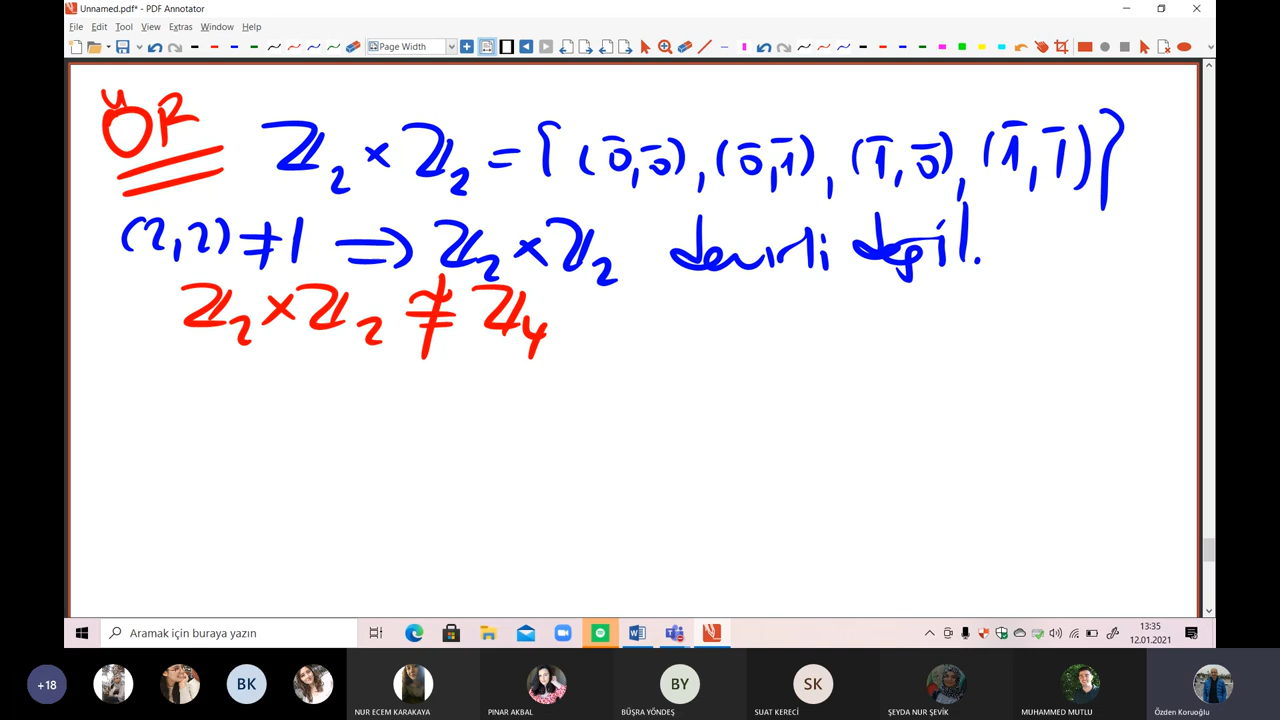 Unnamed.pdf* - PDF Annotator
File Edit Tool View Extras Window Help
Page Width
ÖR
ℤ₂ × ℤ₂ = { (0̄,0̄), (0̄,1̄), (1̄,0̄), (1̄,1̄) }
(2,2) ≠ 1 ⟹ ℤ₂ × ℤ₂ devirli değil.
ℤ₂ × ℤ₂ ≇ ℤ₄
Aramak için buraya yazın
13:35
12.01.2021
+18
BK
BY
SK
NUR ECEM KARAKAYA
PINAR AKBAL
BÜŞRA YÖNDEŞ
SUAT KERECİ
ŞEYDA NUR ŞEVİK
MUHAMMED MUTLU
Özden Koruoğlu